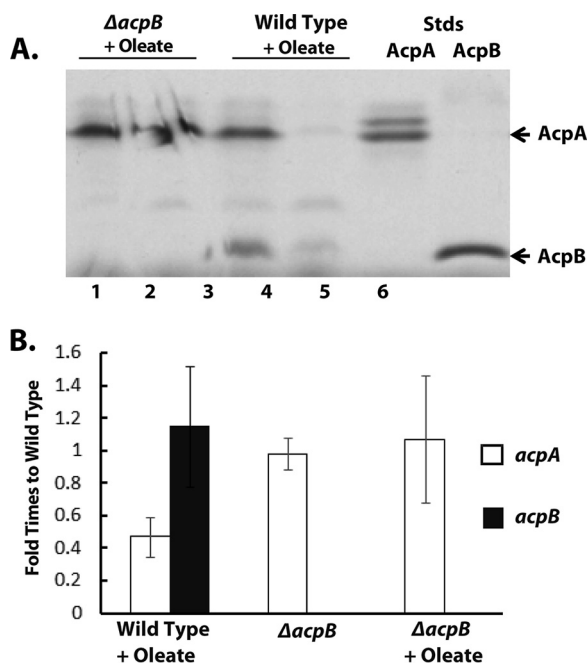 A.
ΔacpB
+ Oleate
Wild Type
+ Oleate
Stds
AcpA AcpB
AcpA
AcpB
1 2 3 4 5 6
B.
Fold Times to Wild Type
1.6
1.4
1.2
1
0.8
0.6
0.4
0.2
0
Wild Type
+ Oleate
ΔacpB
ΔacpB
+ Oleate
acpA
acpB